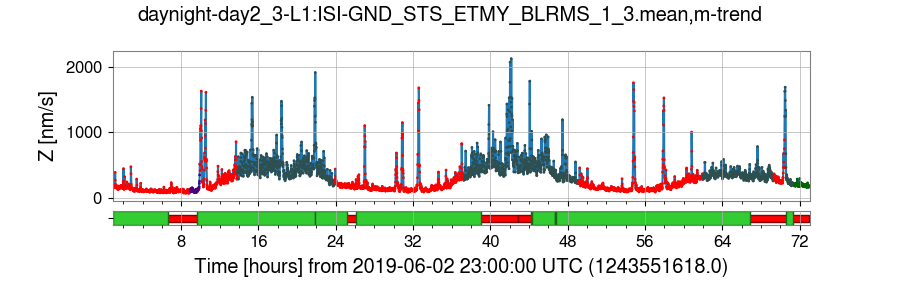 daynight-day2_3-L1:ISI-GND_STS_ETMY_BLRMS_1_3.mean,m-trend
2000
1000
0
Z [nm/s]
8 16 24 32 40 48 56 64 72
Time [hours] from 2019-06-02 23:00:00 UTC (1243551618.0)